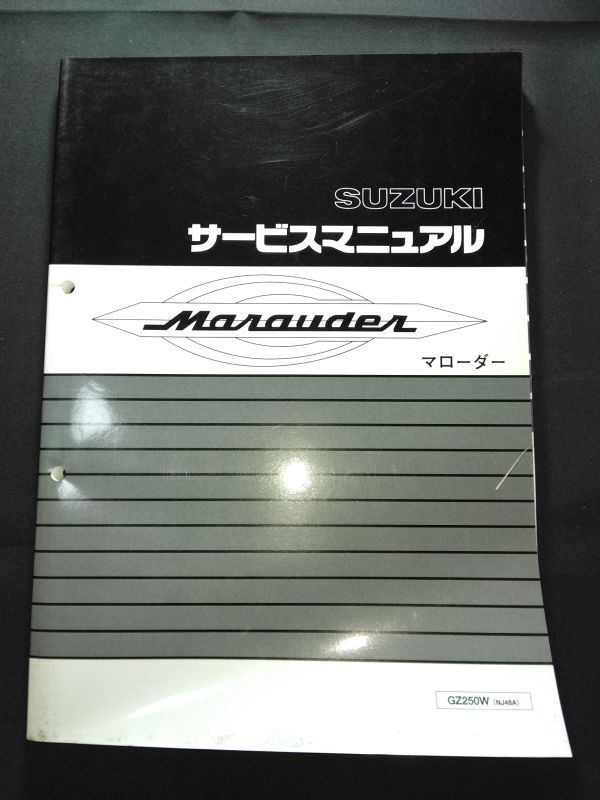 SUZUKI
サービスマニュアル
Marauder
マローダー
GZ250W (NJ48A)